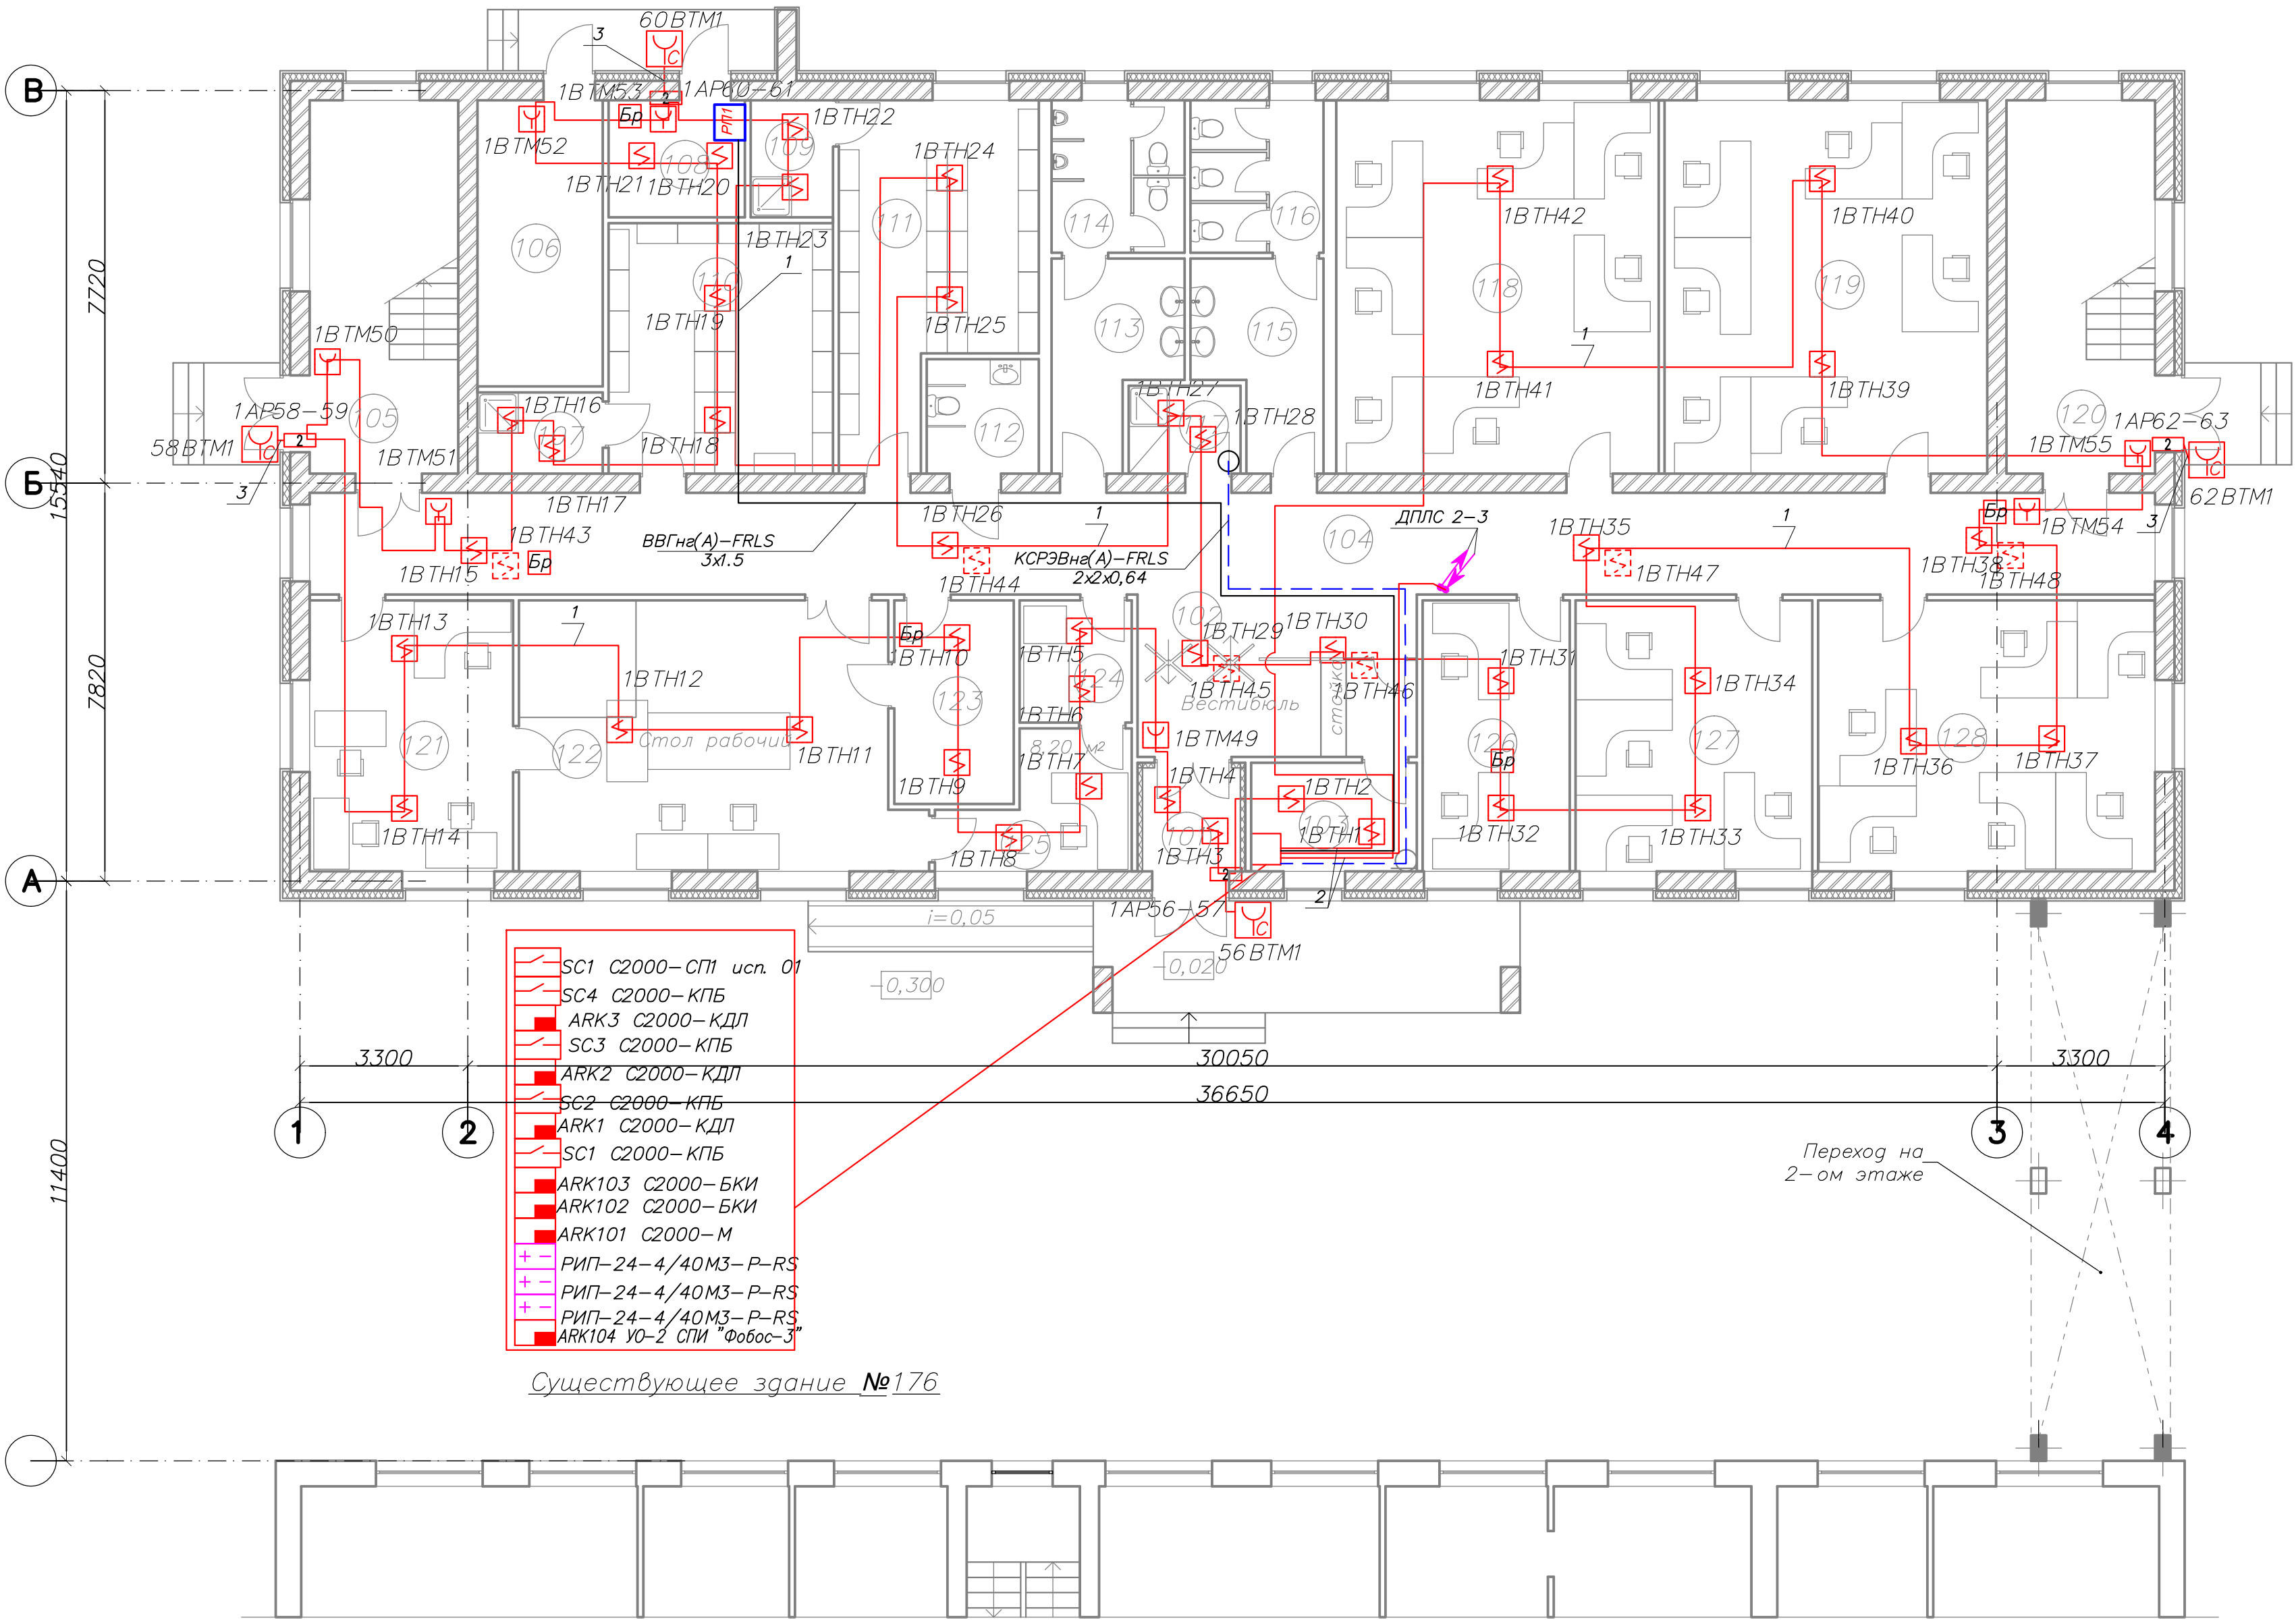 60ВТМ1
3
В
1ВТМ53
1АР60-61
2
Бр
РП1
1ВТН22
1ВТМ52
109
108
1ВТН24
1ВТН21
1ВТН20
1ВТН42
1ВТН40
111
114
116
106
1ВТН23
1
7720
110
118
119
1ВТН19
1ВТН25
113
115
1ВТМ50
1
1ВТН41
1ВТН39
1АР58-59
105
1ВТН16
1ВТН27
1ВТН28
117
120
1АР62-63
58ВТМ1
2
С
107
1ВТН18
112
1ВТМ55
2
С
1ВТМ51
Б
15540
3
1ВТН17
62ВТМ1
1ВТН26
1
ДПЛС 2-3
1ВТН35
1
Бр
1ВТМ54
3
1ВТН43
ВВГнг(А)-FRLS
3х1.5
КСРЭВнг(А)-FRLS
2х2х0,64
104
Бр
1ВТН15
1ВТН44
1ВТН47
1ВТН38
1ВТН48
102
1ВТН13
1
Бр
1ВТН10
1ВТН5
1ВТН29
1ВТН30
1ВТН31
1ВТН34
7820
1ВТН12
123
124
1ВТН45
1ВТН46
Вестибюль
стойка
1ВТН6
121
122
Стол рабочий
1ВТН11
8,20 м²
1ВТМ49
126
127
128
1ВТН7
1ВТН4
Бр
1ВТН36
1ВТН37
1ВТН9
1ВТН2
1ВТН14
1ВТН8
125
101
103
1ВТН1
1ВТН32
1ВТН33
1ВТН3
А
2
2
1АР56-57
i=0,05
С
56ВТМ1
-0,020
-0,300
SC1 С2000-СП1 исп. 01
SC4 С2000-КПБ
ARK3 С2000-КДЛ
SC3 С2000-КПБ
ARK2 С2000-КДЛ
SC2 С2000-КПБ
ARK1 С2000-КДЛ
SC1 С2000-КПБ
ARK103 С2000-БКИ
ARK102 С2000-БКИ
ARK101 С2000-М
РИП-24-4/40М3-Р-RS
РИП-24-4/40М3-Р-RS
РИП-24-4/40М3-Р-RS
ARK104 УО-2 СПИ "Фобос-3"
3300
30050
3300
36650
1
2
3
4
11400
Переход на
2-ом этаже
Существующее здание №176